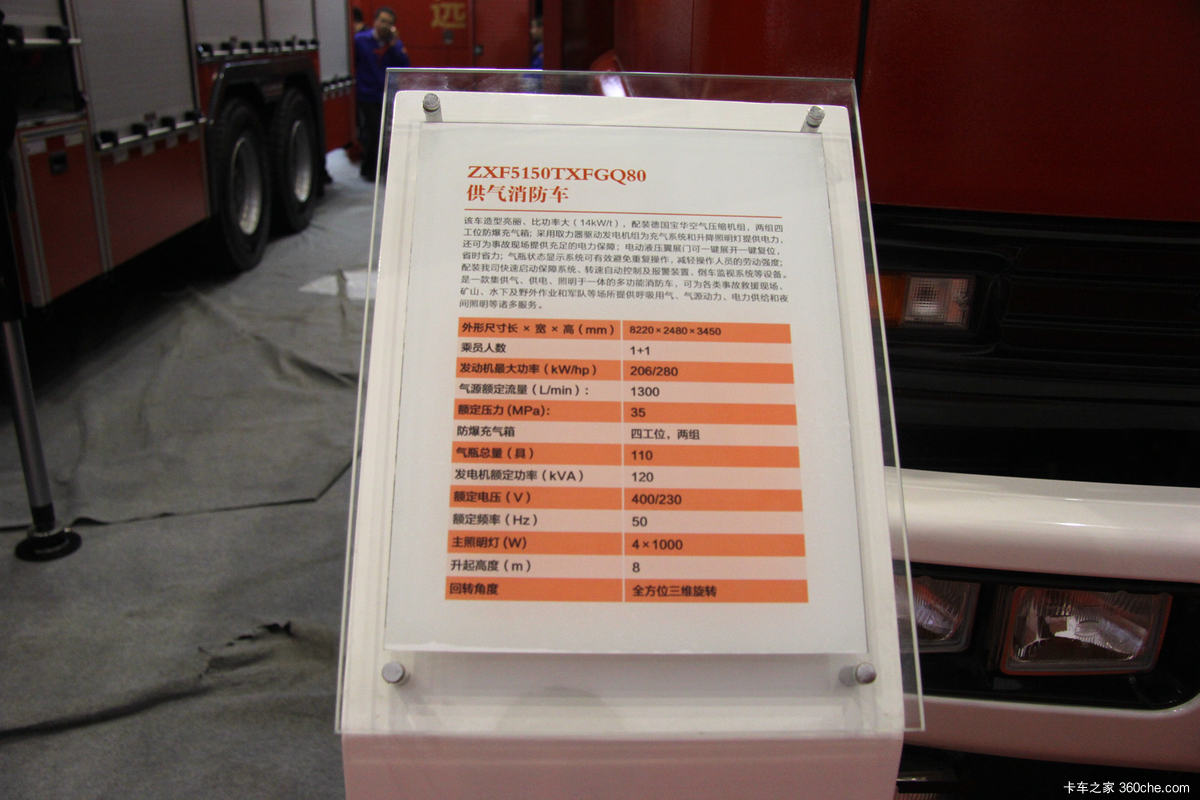 远
ZXF5150TXFGQ80
供气消防车
该车造型亮丽、比功率大（14kW/t），配装德国宝华空气压缩机组，两组四
工位防爆充气箱；采用取力器驱动发电机组为充气系统和升降照明灯提供电力，
还可为事故现场提供充足的电力保障；电动液压翼展门可一键展开一键复位，
省时省力；气瓶状态显示系统可有效避免重复操作，减轻操作人员的劳动强度；
配装我司快速启动保障系统、转速自动控制及报警装置、倒车监视系统等设备。
是一款集供气、供电、照明于一体的多功能消防车，可为各类事故救援现场、
矿山、水下及野外作业和军队等场所提供呼吸用气、气源动力、电力供给和夜
间照明等诸多服务。
外形尺寸长×宽×高（mm） 8220×2480×3450
乘员人数 1+1
发动机最大功率（kW/hp） 206/280
气源额定流量（L/min）： 1300
额定压力(MPa)： 35
防爆充气箱 四工位，两组
气瓶总量（具） 110
发电机额定功率（kVA） 120
额定电压（V） 400/230
额定频率（Hz） 50
主照明灯(W) 4×1000
升起高度（m） 8
回转角度 全方位三维旋转
卡车之家 360che.com